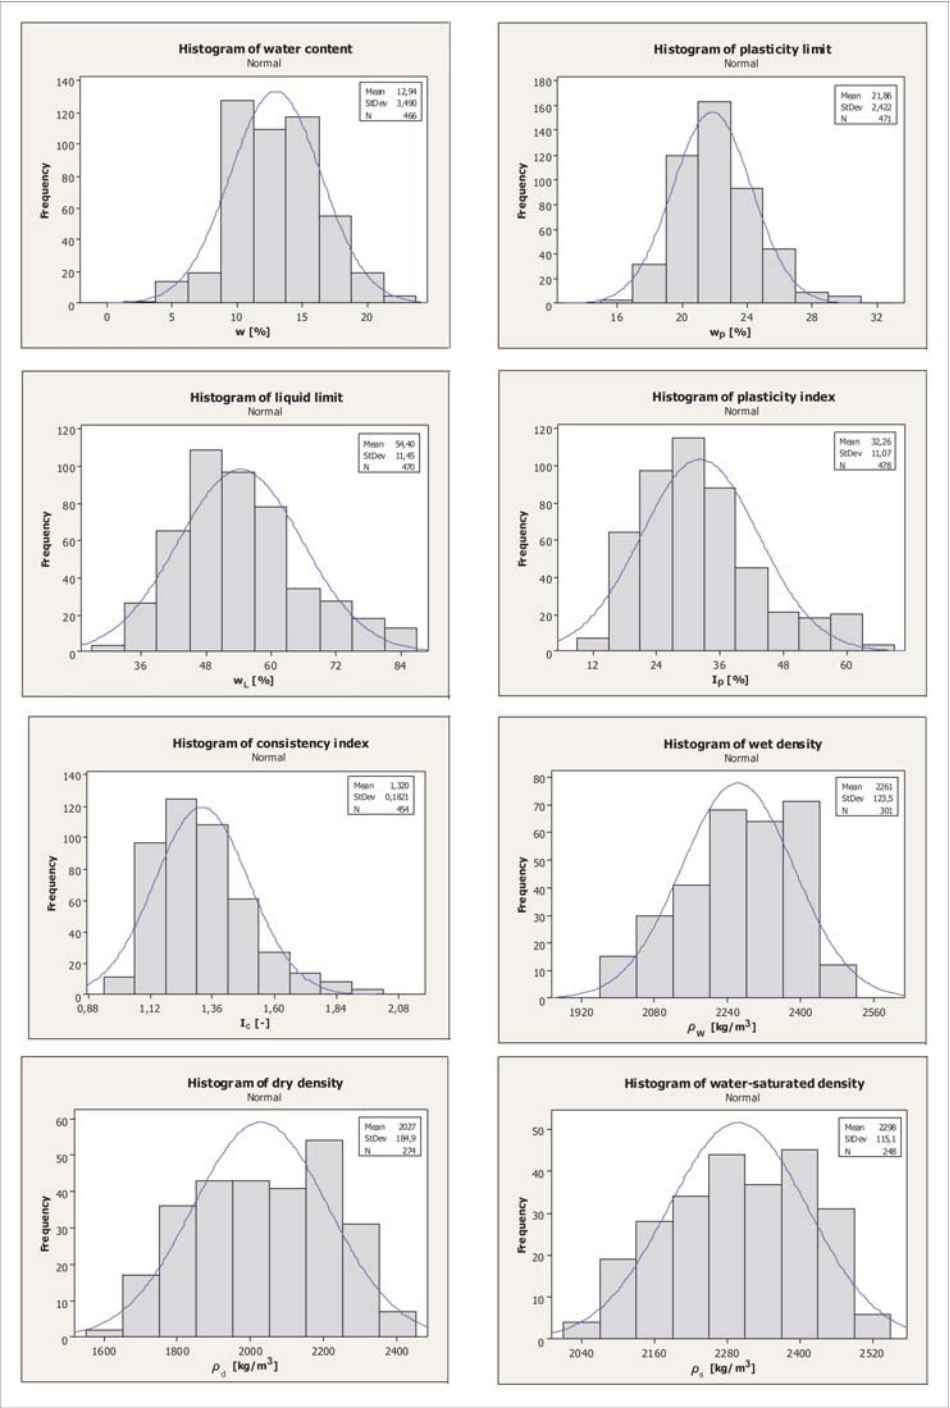 Histogram of water content
Normal
Mean 12,94
StDev 3,490
N 466
Frequency
140
120
100
80
60
40
20
0
0 5 10 15 20
w [%]
Histogram of plasticity limit
Normal
Mean 21,86
StDev 2,422
N 471
Frequency
180
160
140
120
100
80
60
40
20
0
16 20 24 28 32
wP [%]
Histogram of liquid limit
Normal
Mean 54,40
StDev 11,45
N 470
Frequency
120
100
80
60
40
20
0
36 48 60 72 84
wL [%]
Histogram of plasticity index
Normal
Mean 32,26
StDev 11,07
N 478
Frequency
120
100
80
60
40
20
0
12 24 36 48 60
Ip [%]
Histogram of consistency index
Normal
Mean 1,320
StDev 0,1821
N 454
Frequency
140
120
100
80
60
40
20
0
0,88 1,12 1,36 1,60 1,84 2,08
Ic [-]
Histogram of wet density
Normal
Mean 2261
StDev 123,5
N 301
Frequency
80
70
60
50
40
30
20
10
0
1920 2080 2240 2400 2560
ρw [kg/m³]
Histogram of dry density
Normal
Mean 2027
StDev 184,9
N 274
Frequency
60
50
40
30
20
10
0
1600 1800 2000 2200 2400
ρd [kg/m³]
Histogram of water-saturated density
Normal
Mean 2298
StDev 115,1
N 248
Frequency
50
40
30
20
10
0
2040 2160 2280 2400 2520
ρs [kg/m³]